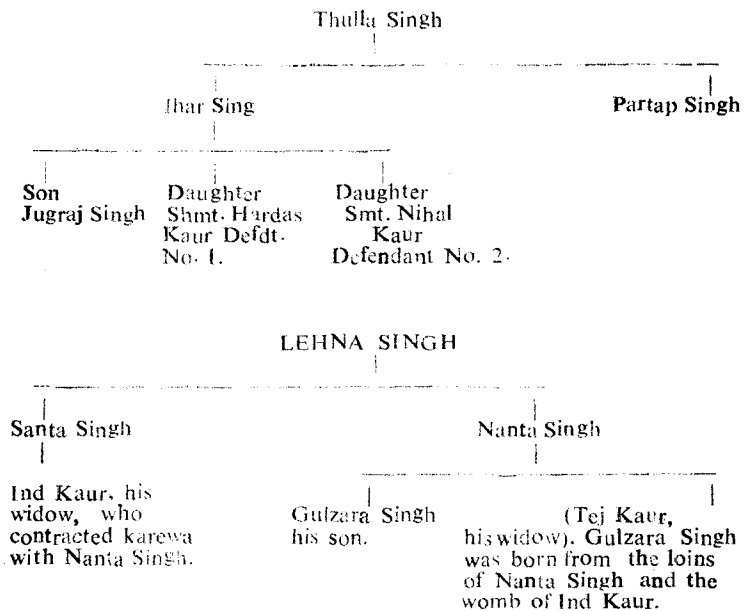 Thulla Singh
Jhar Sing
Partap Singh
Son
Jugraj Singh
Daughter
Shmt. Hardas
Kaur Defdt.
No. 1.
Daughter
Smt. Nihal
Kaur
Defendant No. 2.
LEHNA SINGH
Santa Singh
Nanta Singh
Ind Kaur, his
widow, who
contracted karewa
with Nanta Singh.
Gulzara Singh
his son.
(Tej Kaur,
his widow). Gulzara Singh
was born from the loins
of Nanta Singh and the
womb of Ind Kaur.